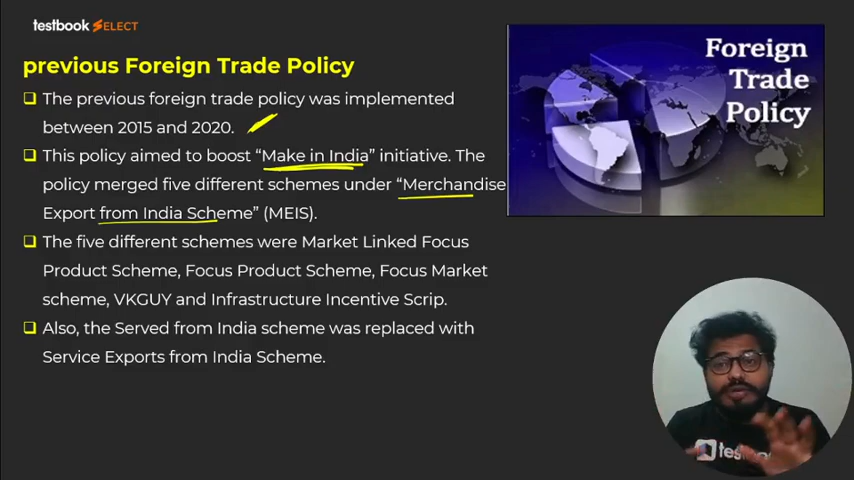 testbook SELECT
previous Foreign Trade Policy
The previous foreign trade policy was implemented
between 2015 and 2020.
This policy aimed to boost “Make in India” initiative. The
policy merged five different schemes under “Merchandise
Export from India Scheme” (MEIS).
The five different schemes were Market Linked Focus
Product Scheme, Focus Product Scheme, Focus Market
scheme, VKGUY and Infrastructure Incentive Scrip.
Also, the Served from India scheme was replaced with
Service Exports from India Scheme.
Foreign
Trade
Policy